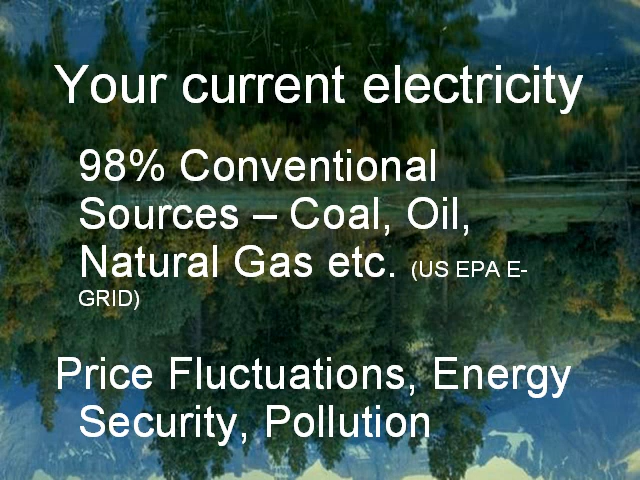 Your current electricity
98% Conventional
Sources – Coal, Oil,
Natural Gas etc. (US EPA E-
GRID)
Price Fluctuations, Energy
Security, Pollution